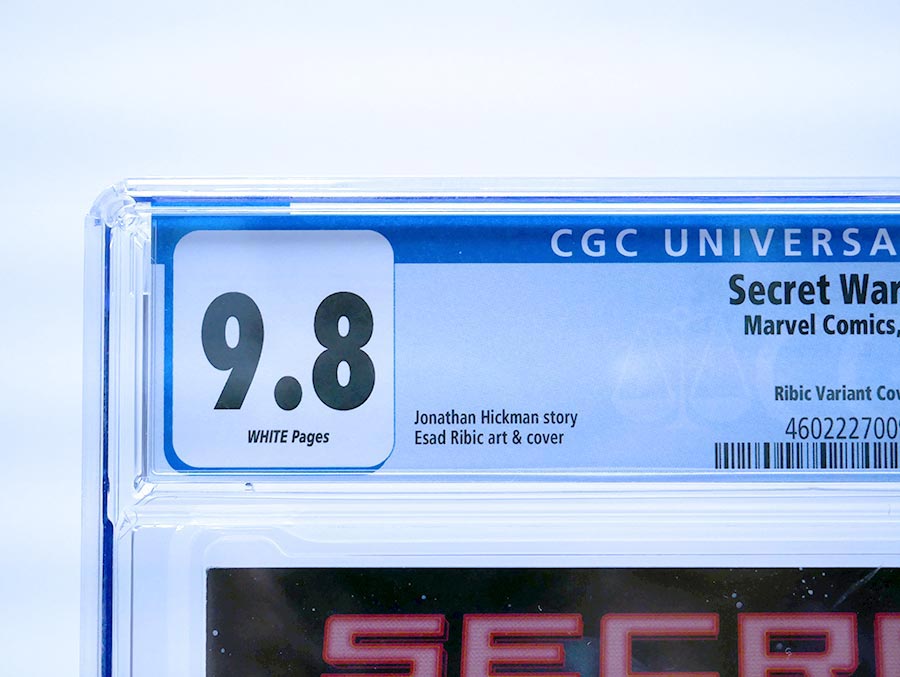 CGC UNIVERSA
9.8
WHITE Pages
Secret War
Marvel Comics,
Ribic Variant Cov
Jonathan Hickman story
Esad Ribic art & cover
460222700
SECR